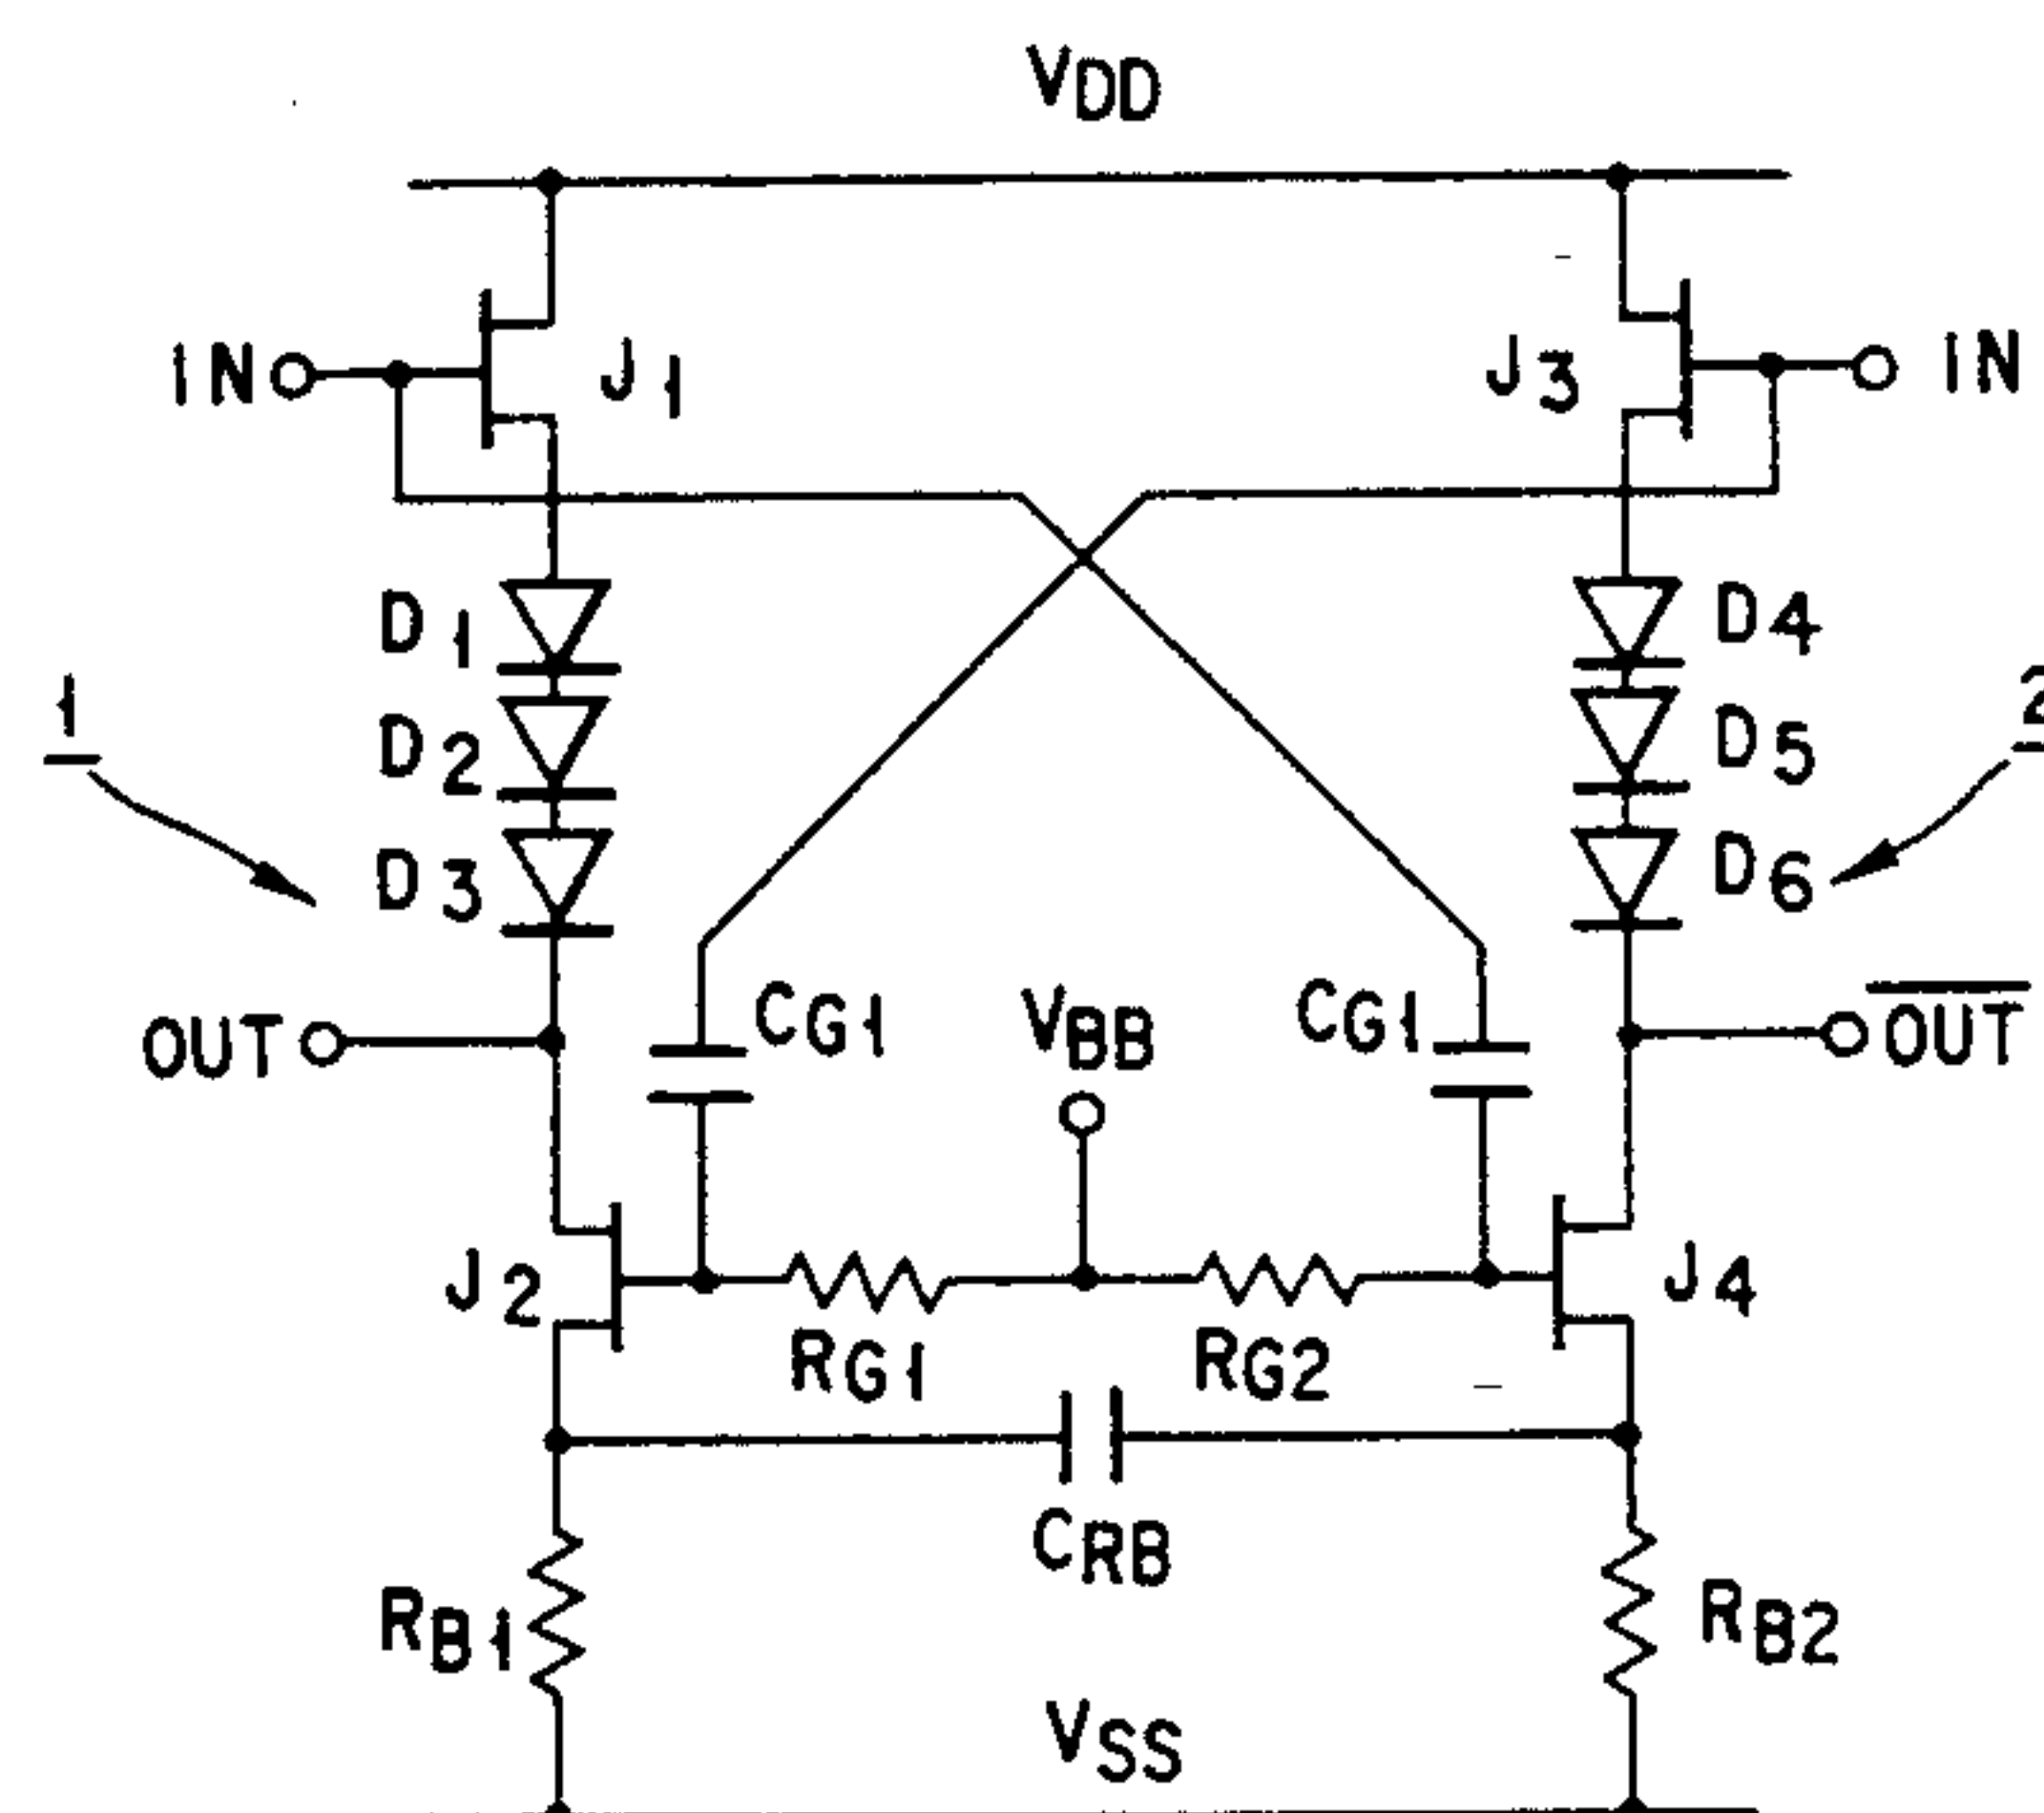 VDD
IN
J1
J3
IN
D1
D4
1
D2
D5
2
D3
D6
CG1
VBB
CG1
OUT
OUT
J2
J4
RG1
RG2
CRB
RB1
RB2
VSS